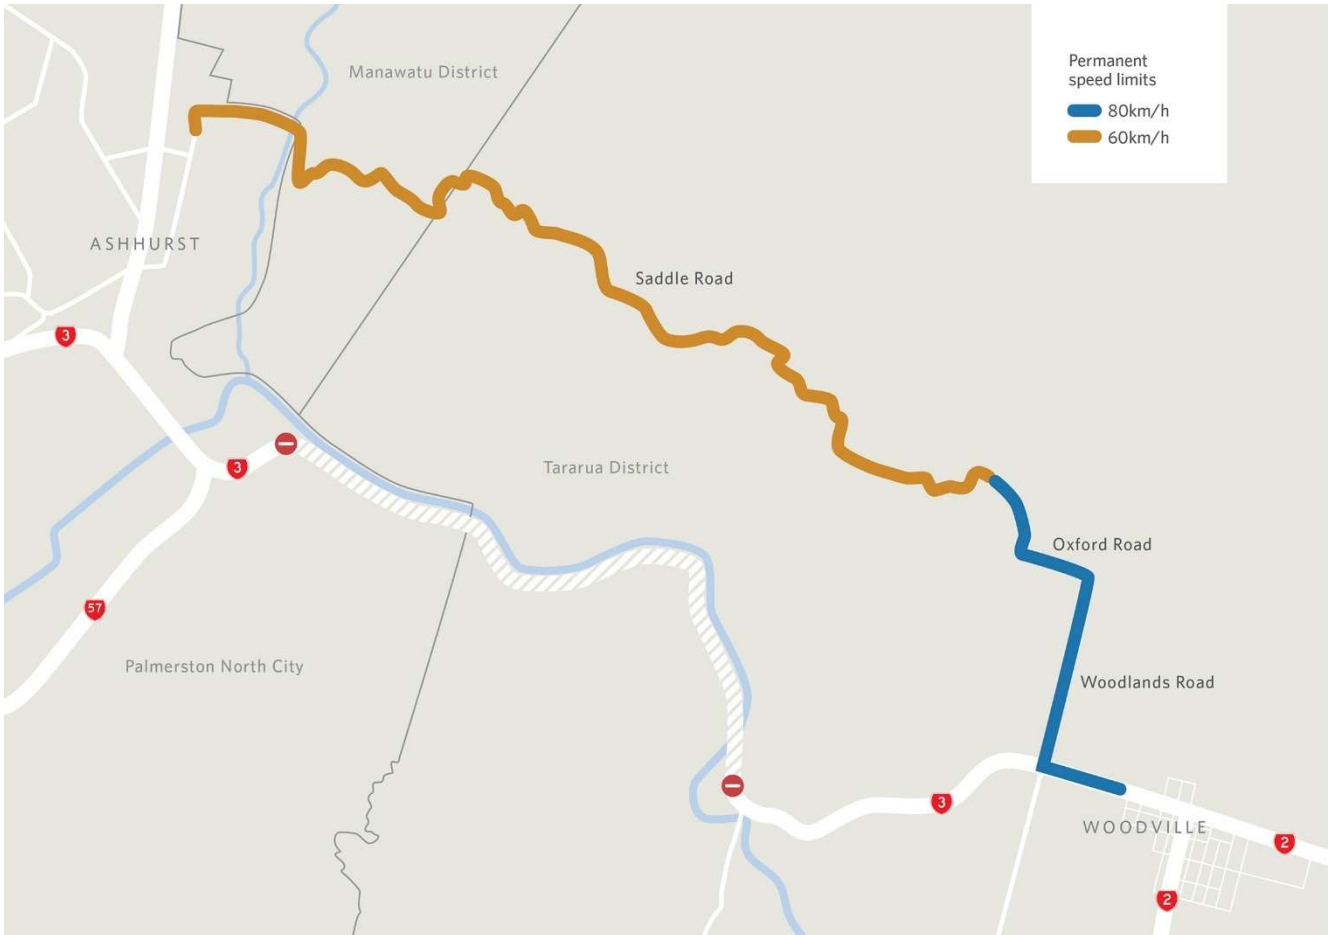 Permanent
speed limits
80km/h
60km/h
Manawatu District
ASHHURST
Saddle Road
3
3
Tararua District
Oxford Road
57
Palmerston North City
Woodlands Road
3
WOODVILLE
2
2